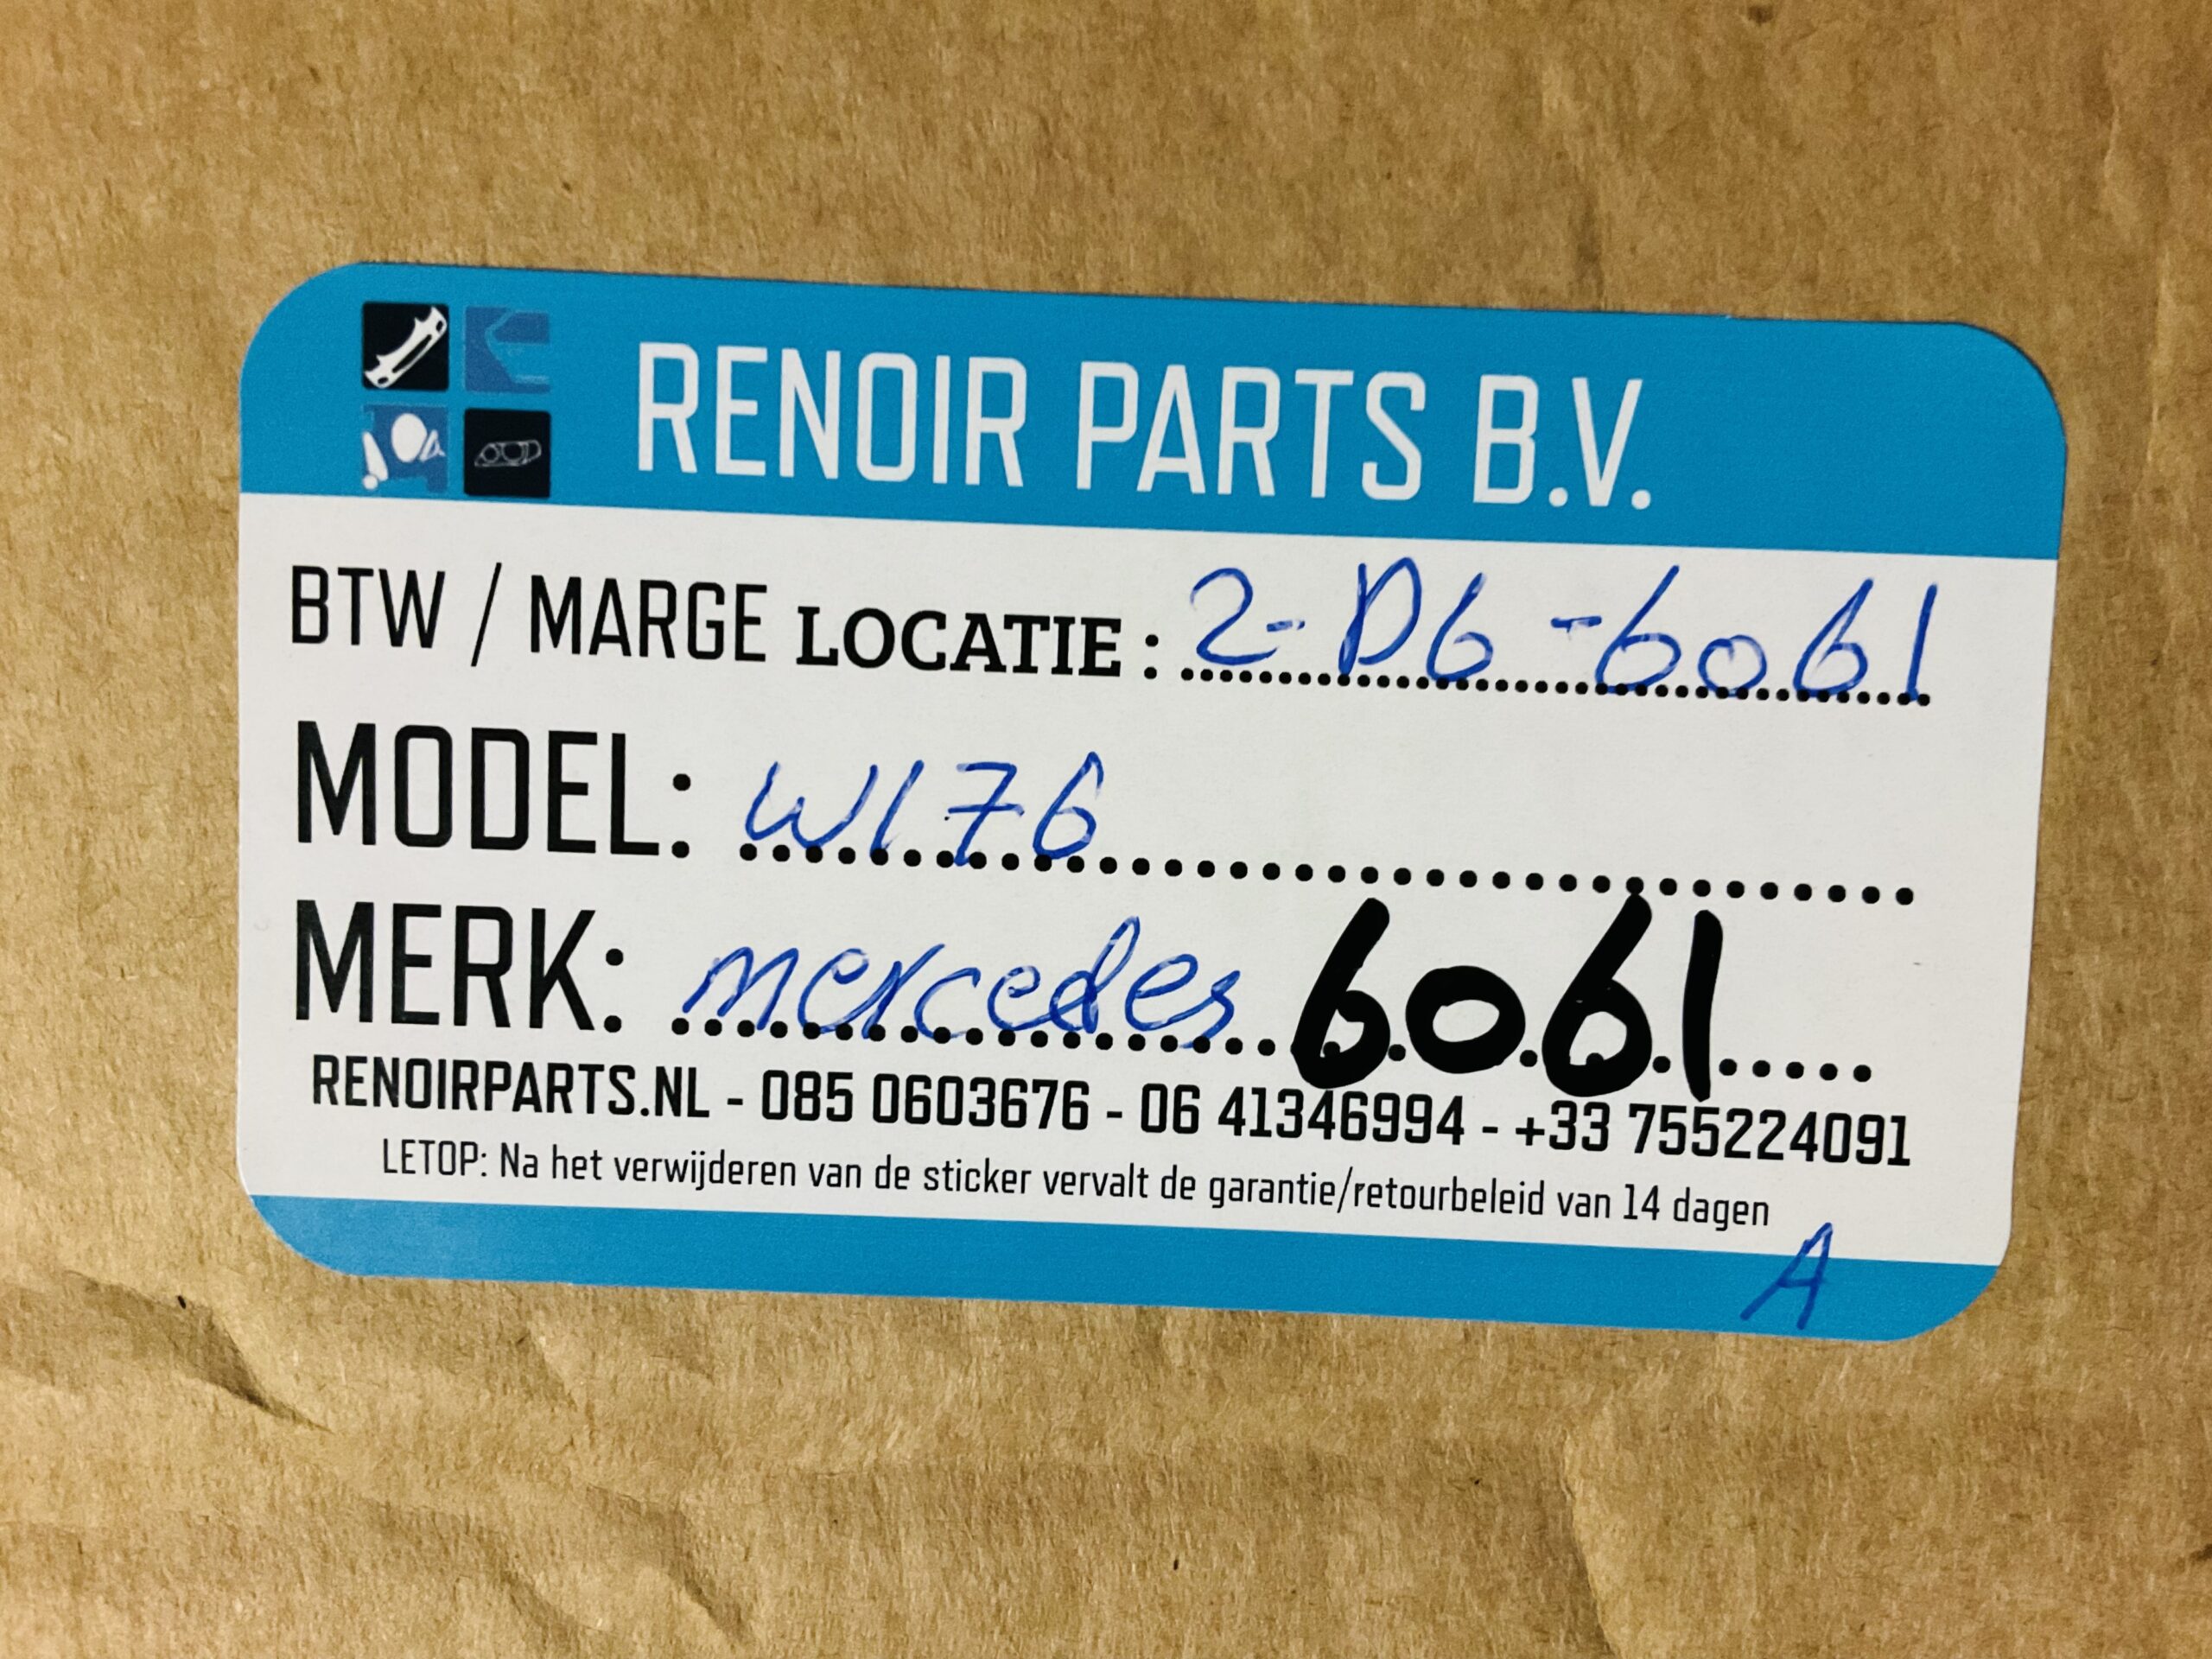 RENOIR PARTS B.V.
BTW / MARGE LOCATIE : 2-D6-6061
MODEL: W176
MERK: mercedes 6061
RENOIRPARTS.NL - 085 0603676 - 06 41346994 - +33 755224091
LETOP: Na het verwijderen van de sticker vervalt de garantie/retourbeleid van 14 dagen
A